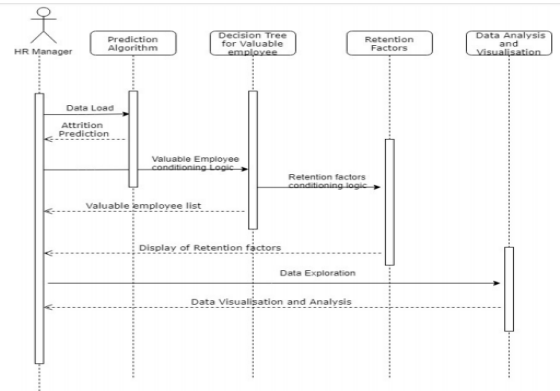 HR Manager
Prediction
Algorithm
Decision Tree
for Valuable
employee
Retention
Factors
Data Analysis
and
Visualisation
Data Load
Attrition
Prediction
Valuable Employee
conditioning Logic
Retention factors
conditioning logic
Valuable employee list
Display of Retention factors
Data Exploration
Data Visualisation and Analysis